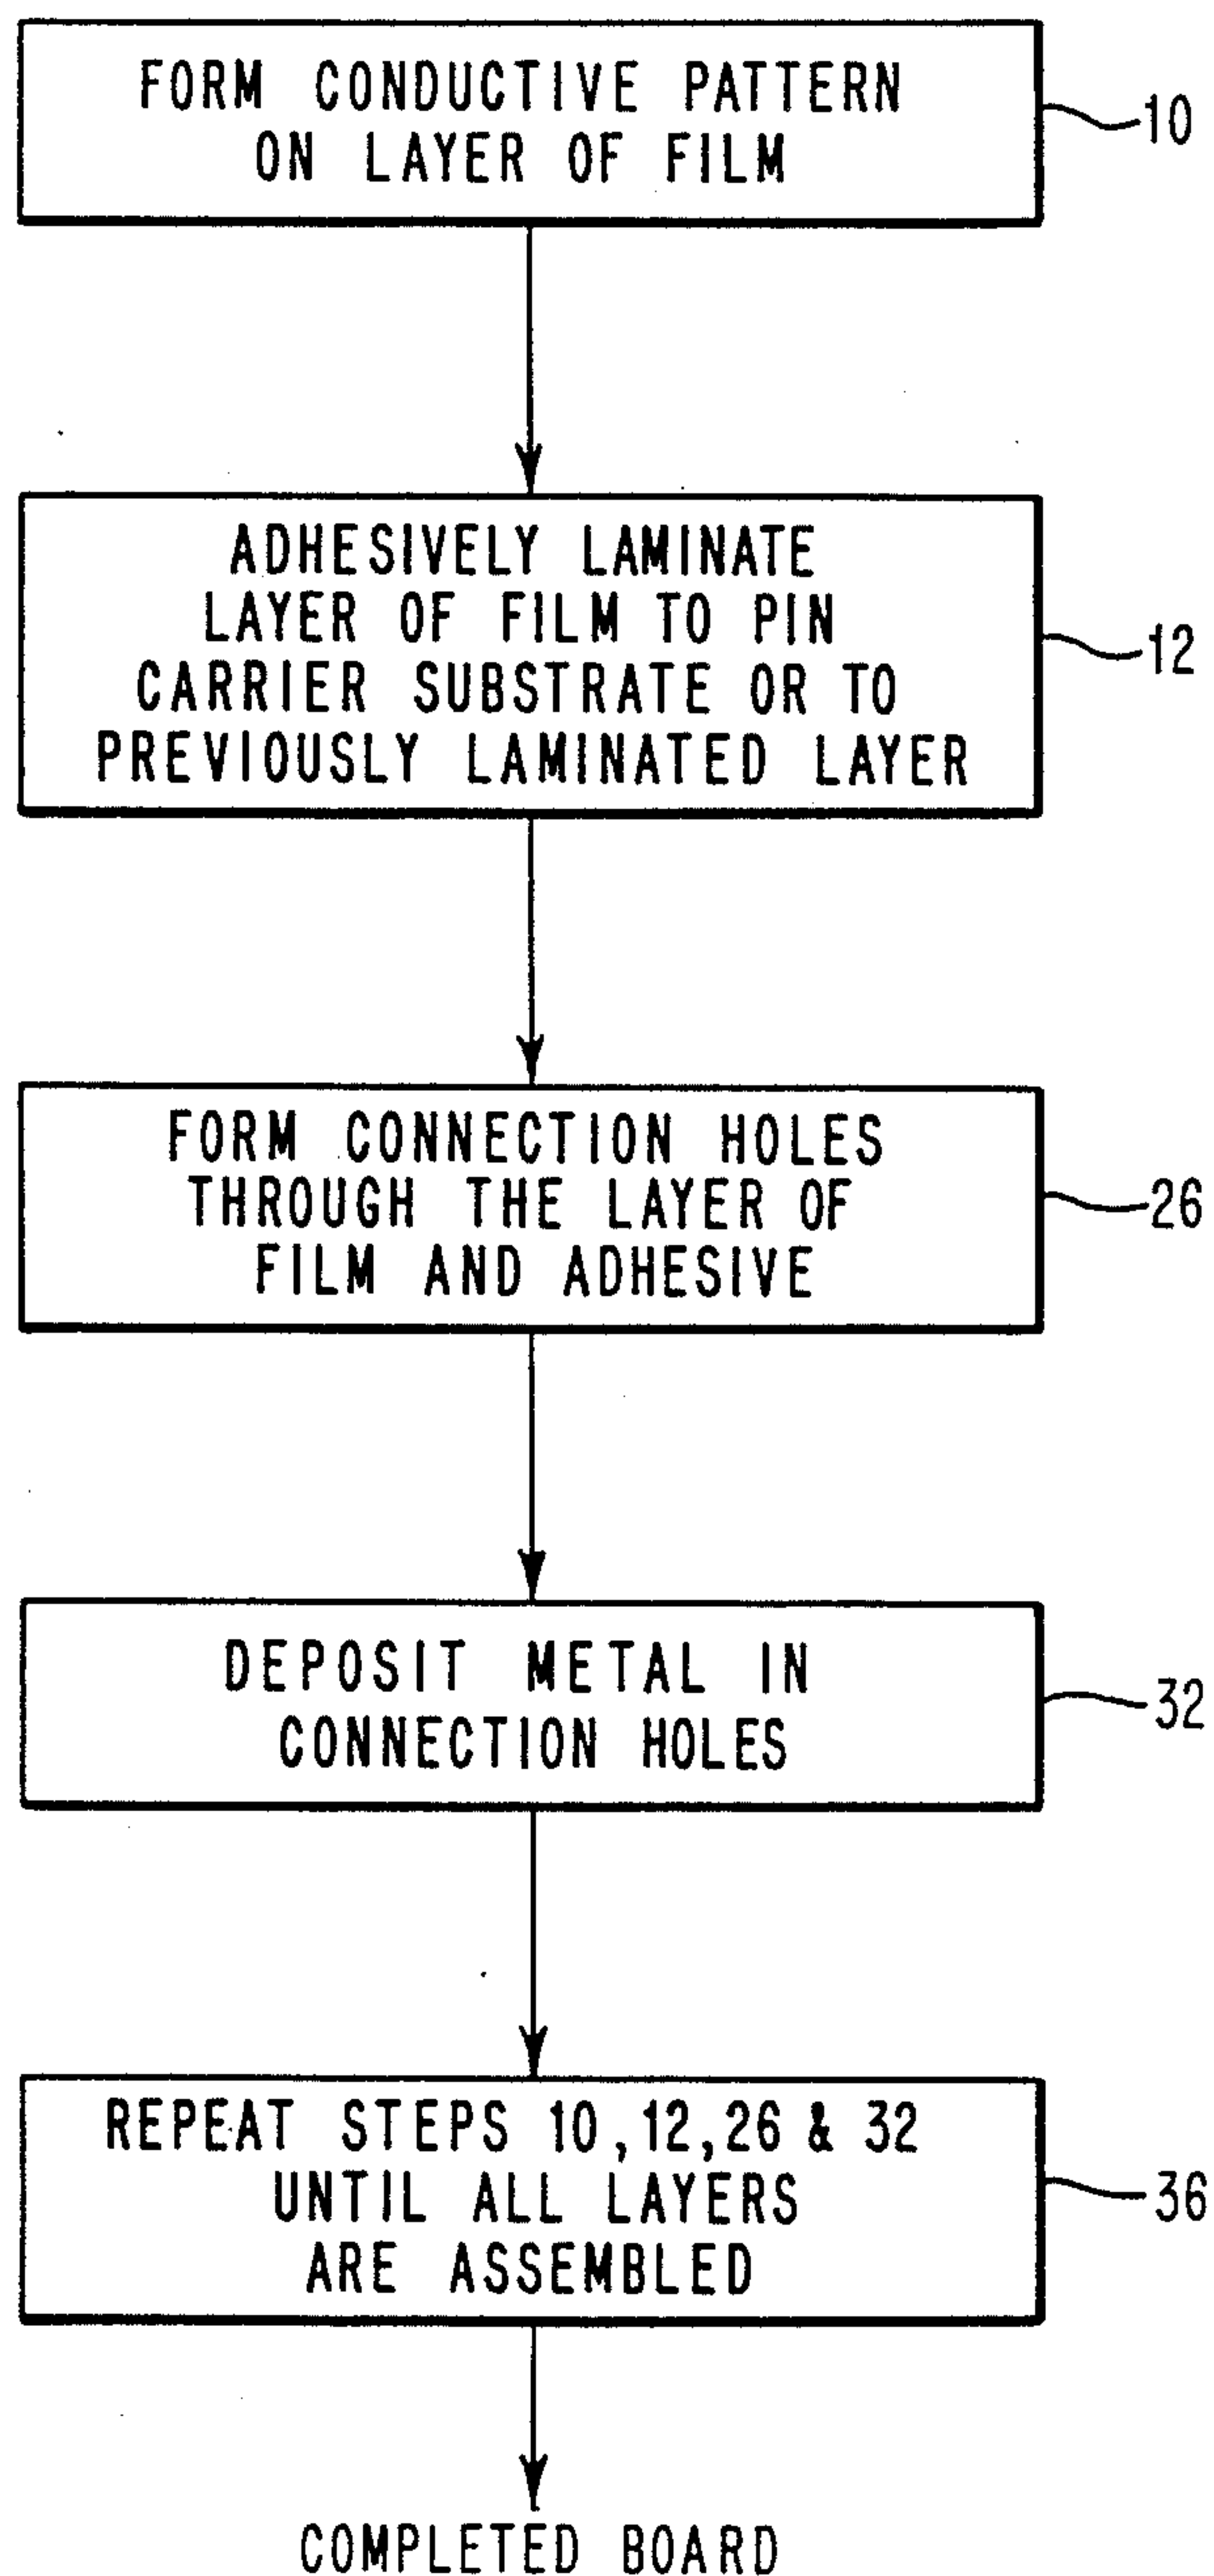 FORM CONDUCTIVE PATTERN
ON LAYER OF FILM
10
ADHESIVELY LAMINATE
LAYER OF FILM TO PIN
CARRIER SUBSTRATE OR TO
PREVIOUSLY LAMINATED LAYER
12
FORM CONNECTION HOLES
THROUGH THE LAYER OF
FILM AND ADHESIVE
26
DEPOSIT METAL IN
CONNECTION HOLES
32
REPEAT STEPS 10,12,26 & 32
UNTIL ALL LAYERS
ARE ASSEMBLED
36
COMPLETED BOARD